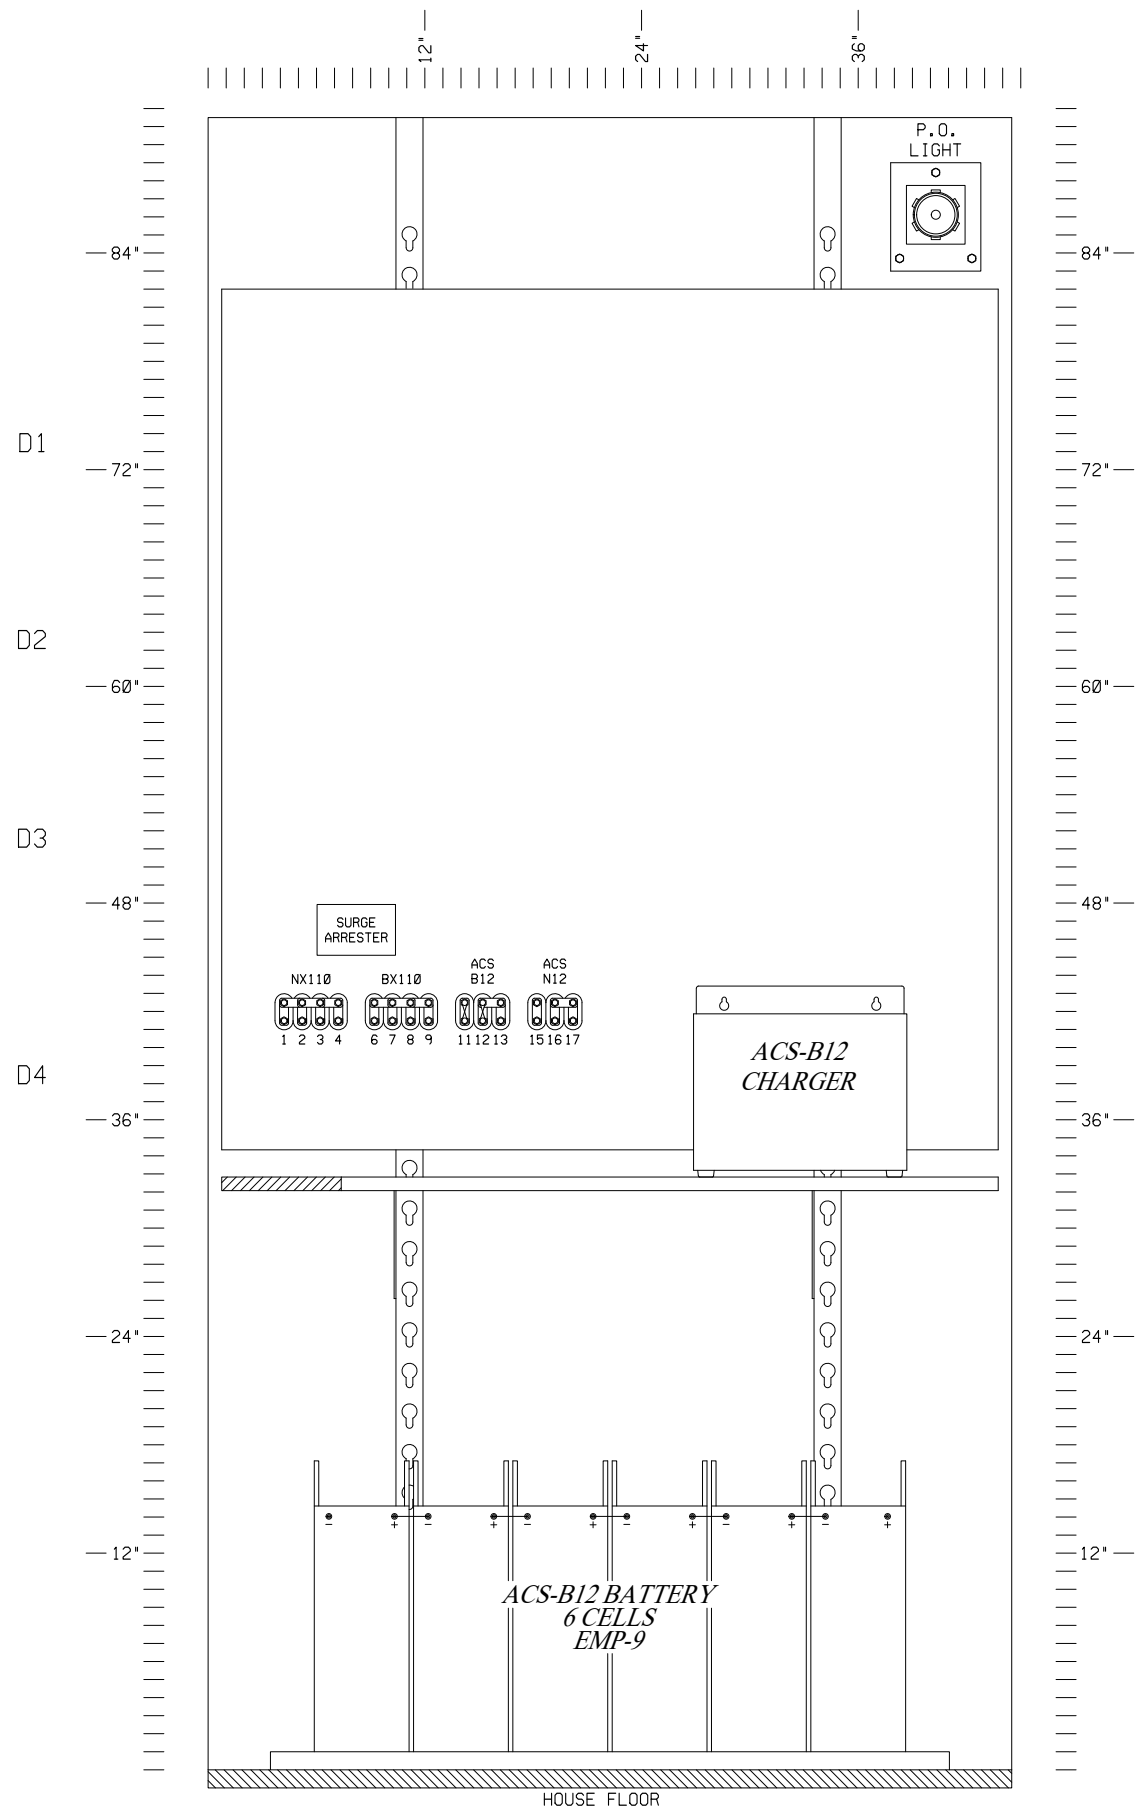 12" 24" 36"
P.O.
LIGHT
84" 84"
D1
72" 72"
D2
60" 60"
D3
48" 48"
SURGE
ARRESTER
NX110 BX110 ACS B12 ACS N12
1 2 3 4 6 7 8 9 11 12 13 15 16 17
ACS-B12
CHARGER
D4
36" 36"
24" 24"
- + - + - + - + - + - +
12" 12"
ACS-B12 BATTERY
6 CELLS
EMP-9
HOUSE FLOOR